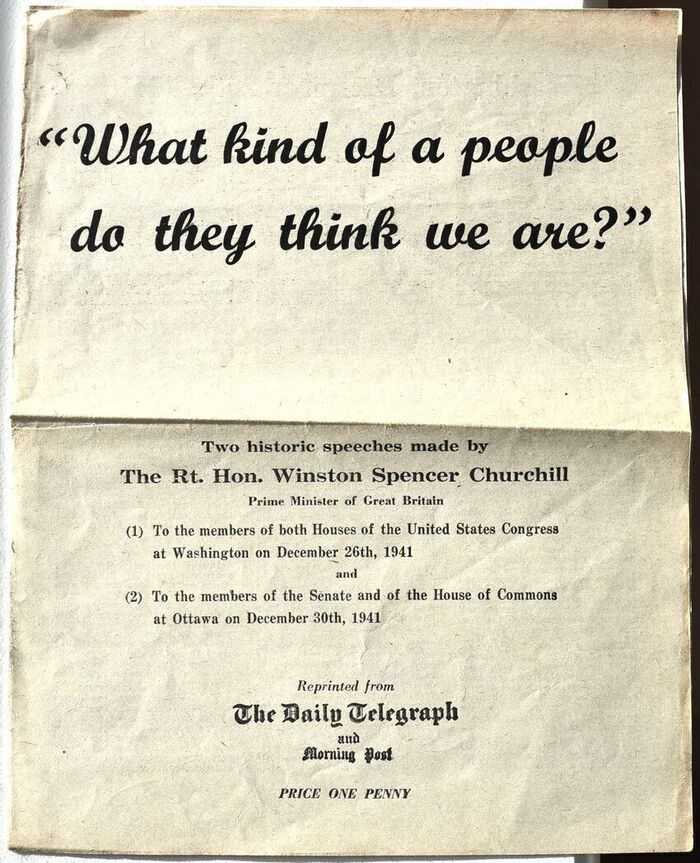 “What kind of a people
do they think we are?”
Two historic speeches made by
The Rt. Hon. Winston Spencer Churchill
Prime Minister of Great Britain
(1) To the members of both Houses of the United States Congress
at Washington on December 26th, 1941
and
(2) To the members of the Senate and of the House of Commons
at Ottawa on December 30th, 1941
Reprinted from
The Daily Telegraph
and
Morning Post
PRICE ONE PENNY